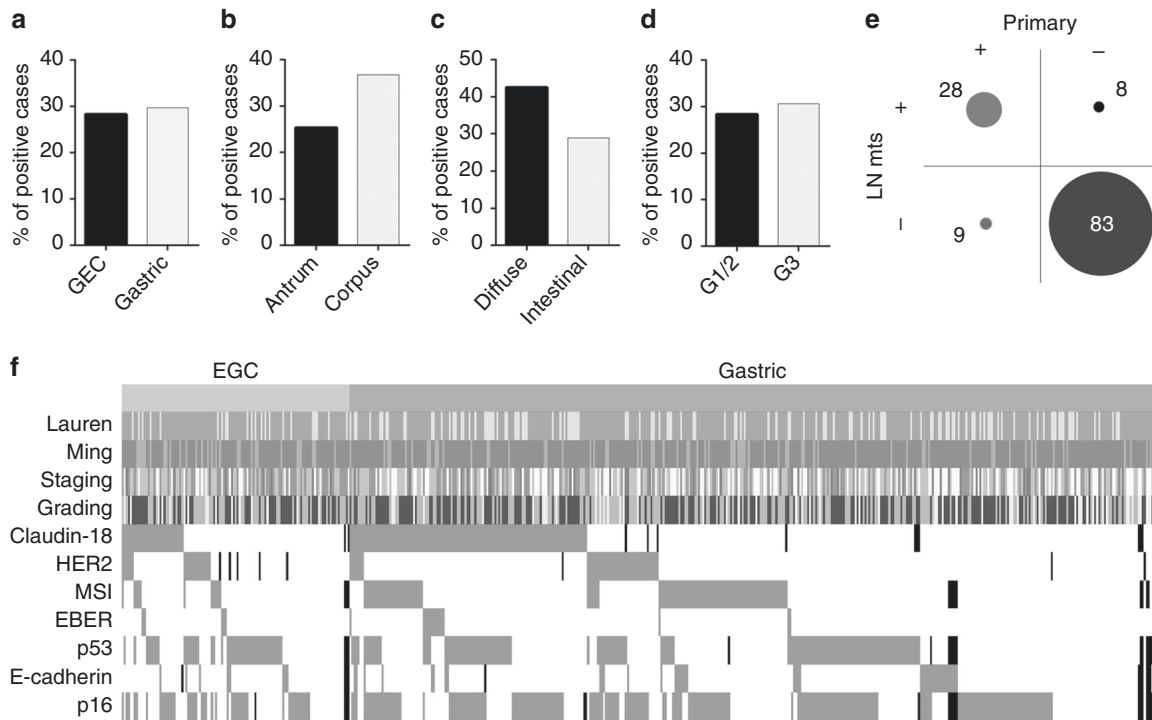 a
% of positive cases
40
30
20
10
0
GEC
Gastric
b
% of positive cases
40
30
20
10
0
Antrum
Corpus
c
% of positive cases
50
40
30
20
10
0
Diffuse
Intestinal
d
% of positive cases
40
30
20
10
0
G1/2
G3
e
Primary
+ –
LN mts
+
28
8
–
9
83
f
EGC
Gastric
Lauren
Ming
Staging
Grading
Claudin-18
HER2
MSI
EBER
p53
E-cadherin
p16